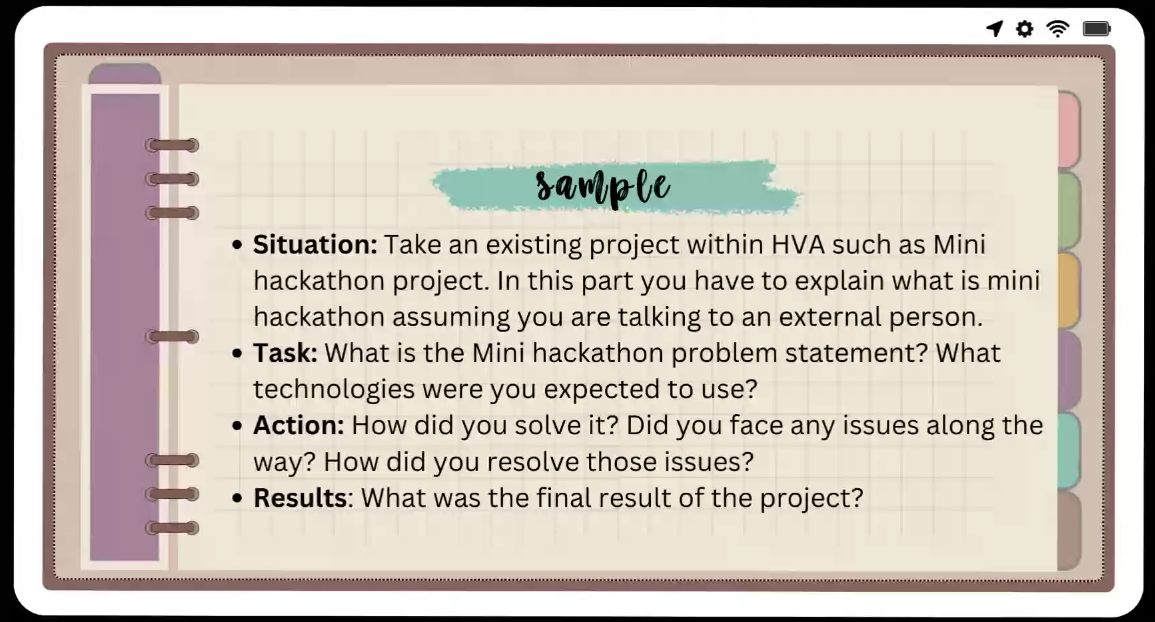 sample
• Situation: Take an existing project within HVA such as Mini
hackathon project. In this part you have to explain what is mini
hackathon assuming you are talking to an external person.
• Task: What is the Mini hackathon problem statement? What
technologies were you expected to use?
• Action: How did you solve it? Did you face any issues along the
way? How did you resolve those issues?
• Results: What was the final result of the project?